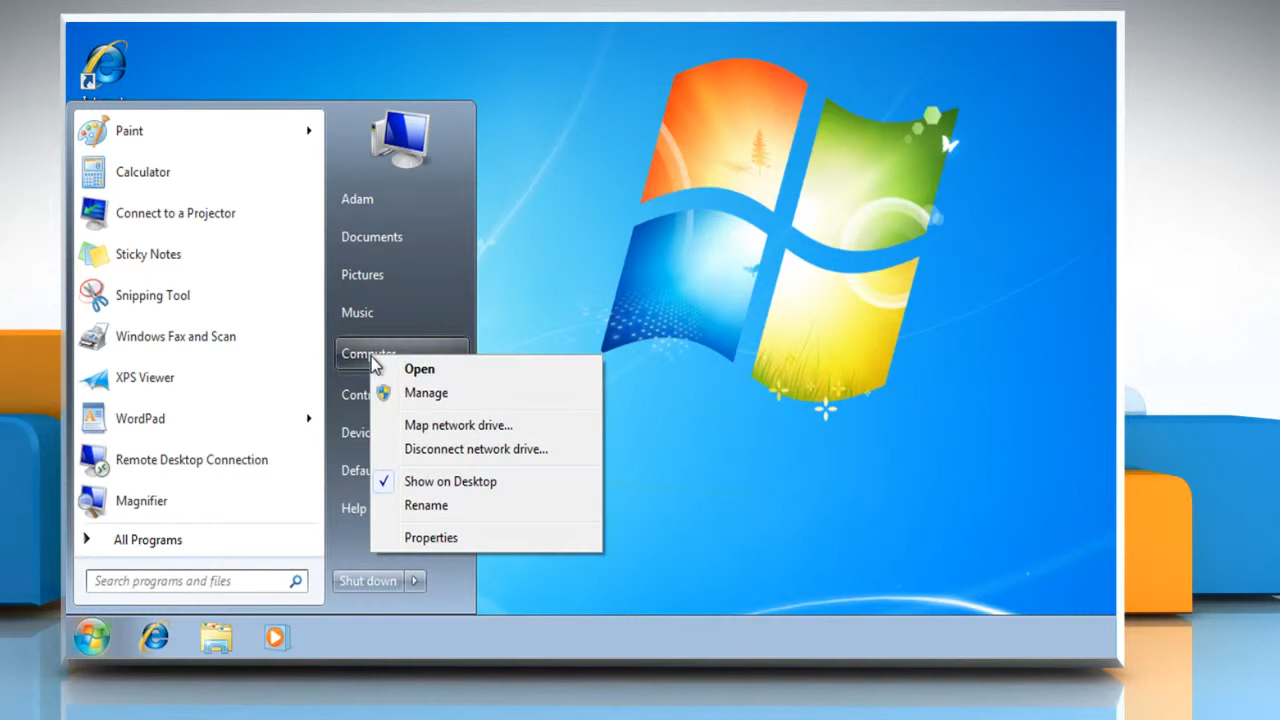 Paint
Calculator
Connect to a Projector
Sticky Notes
Snipping Tool
Windows Fax and Scan
XPS Viewer
WordPad
Remote Desktop Connection
Magnifier
All Programs
Search programs and files
Adam
Documents
Pictures
Music
Computer
Help
Shut down
Open
Manage
Map network drive...
Disconnect network drive...
Show on Desktop
Rename
Properties